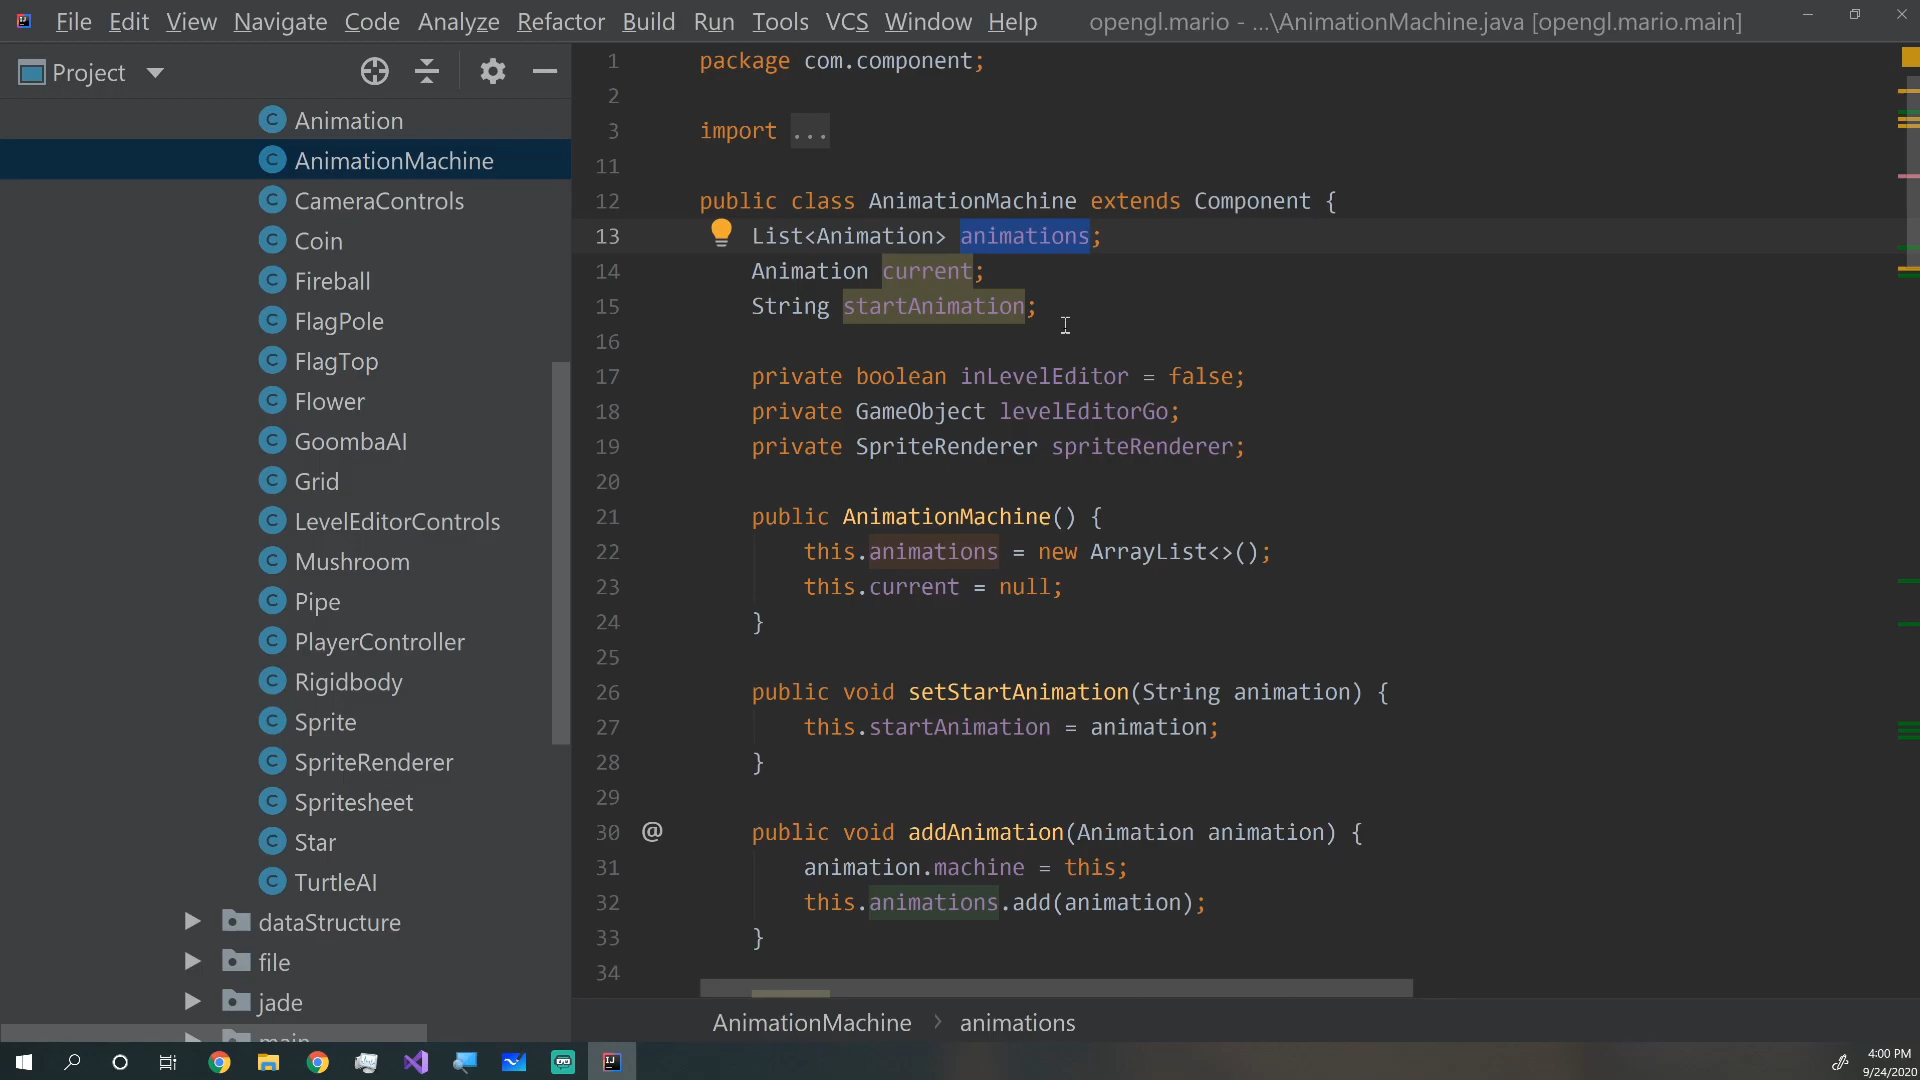 File Edit View Navigate Code Analyze Refactor Build Run Tools VCS Window Help opengl.mario - ...\AnimationMachine.java [opengl.mario.main]
Project
Animation
AnimationMachine
CameraControls
Coin
Fireball
FlagPole
FlagTop
Flower
GoombaAI
Grid
LevelEditorControls
Mushroom
Pipe
PlayerController
Rigidbody
Sprite
SpriteRenderer
Spritesheet
Star
TurtleAI
dataStructure
file
jade
main
1 package com.component;
2
3 import ...
11
12 public class AnimationMachine extends Component {
13 List<Animation> animations;
14 Animation current;
15 String startAnimation;
16
17 private boolean inLevelEditor = false;
18 private GameObject levelEditorGo;
19 private SpriteRenderer spriteRenderer;
20
21 public AnimationMachine() {
22 this.animations = new ArrayList<>();
23 this.current = null;
24 }
25
26 public void setStartAnimation(String animation) {
27 this.startAnimation = animation;
28 }
29
30 @ public void addAnimation(Animation animation) {
31 animation.machine = this;
32 this.animations.add(animation);
33 }
34
AnimationMachine > animations
4:00 PM
9/24/2020